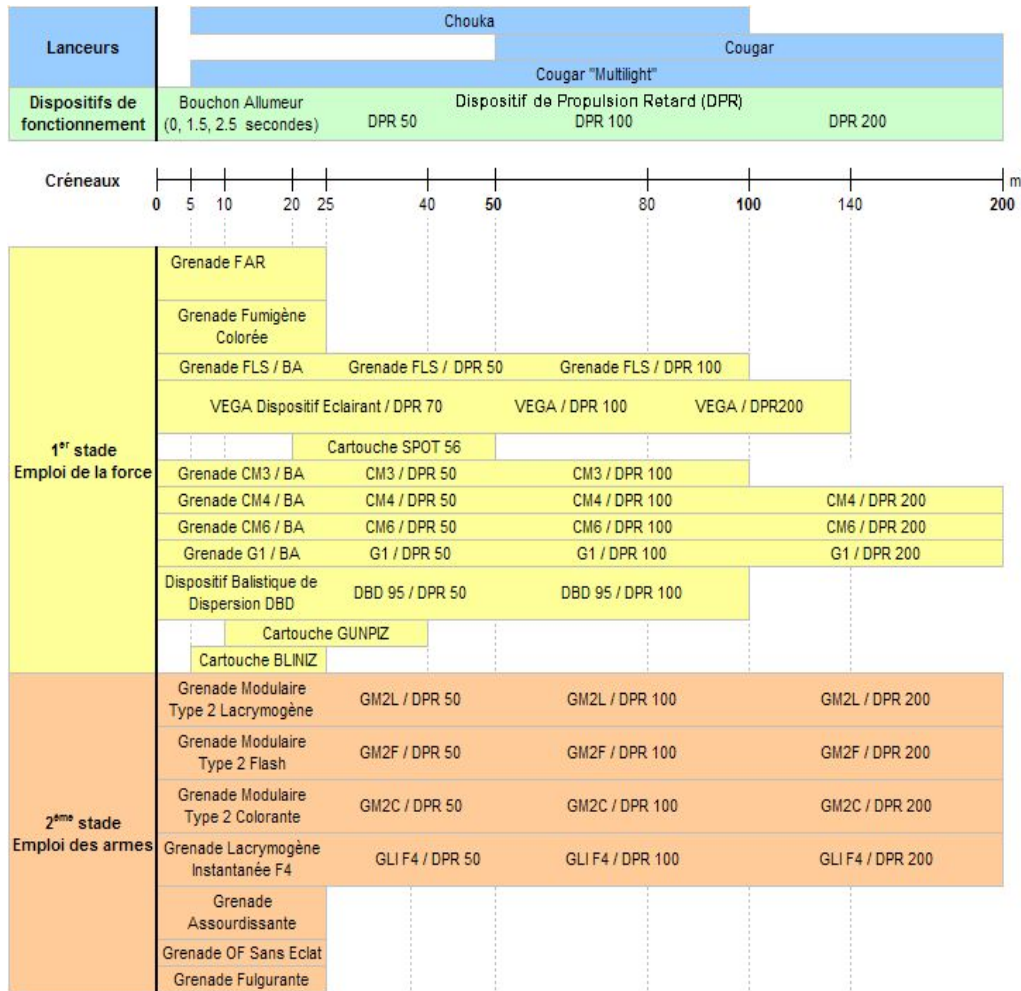 Lanceurs
Chouka
Cougar
Cougar "Multilight"
Dispositifs de
fonctionnement
Bouchon Allumeur
(0, 1.5, 2.5 secondes)
Dispositif de Propulsion Retard (DPR)
DPR 50 DPR 100 DPR 200
Créneaux
m
0 5 10 20 25 40 50 80 100 140 200
1er stade
Emploi de la force
Grenade FAR
Grenade Fumigène
Colorée
Grenade FLS / BA Grenade FLS / DPR 50 Grenade FLS / DPR 100
VEGA Dispositif Eclairant / DPR 70 VEGA / DPR 100 VEGA / DPR200
Cartouche SPOT 56
Grenade CM3 / BA CM3 / DPR 50 CM3 / DPR 100
Grenade CM4 / BA CM4 / DPR 50 CM4 / DPR 100 CM4 / DPR 200
Grenade CM6 / BA CM6 / DPR 50 CM6 / DPR 100 CM6 / DPR 200
Grenade G1 / BA G1 / DPR 50 G1 / DPR 100 G1 / DPR 200
Dispositif Balistique de
Dispersion DBD
DBD 95 / DPR 50 DBD 95 / DPR 100
Cartouche GUNPIZ
Cartouche BLINIZ
2ème stade
Emploi des armes
Grenade Modulaire
Type 2 Lacrymogène
GM2L / DPR 50 GM2L / DPR 100 GM2L / DPR 200
Grenade Modulaire
Type 2 Flash
GM2F / DPR 50 GM2F / DPR 100 GM2F / DPR 200
Grenade Modulaire
Type 2 Colorante
GM2C / DPR 50 GM2C / DPR 100 GM2C / DPR 200
Grenade Lacrymogène
Instantanée F4
GLI F4 / DPR 50 GLI F4 / DPR 100 GLI F4 / DPR 200
Grenade
Assourdissante
Grenade OF Sans Eclat
Grenade Fulgurante